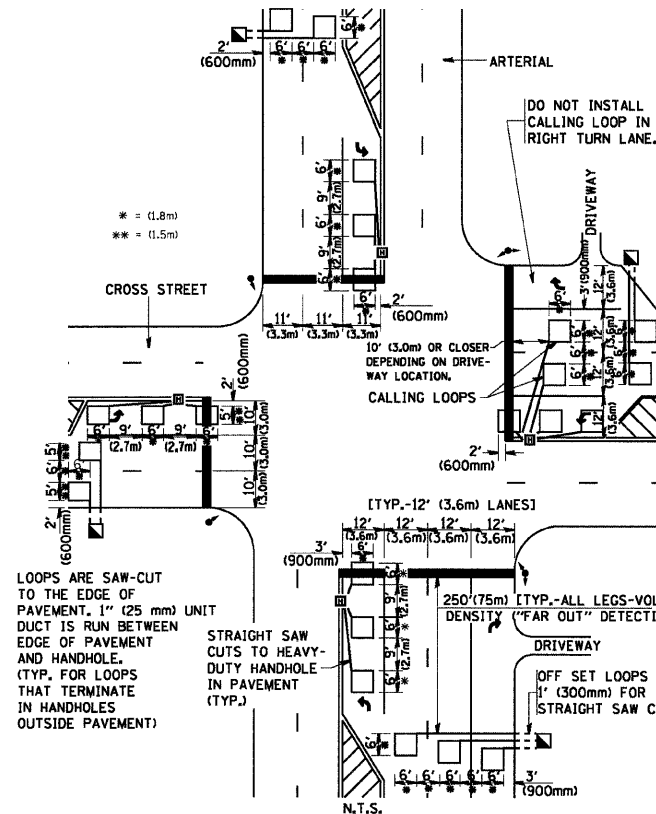 6' 6'
* *
6'
*
6'
*
2'
(600mm)
ARTERIAL
DO NOT INSTALL
CALLING LOOP IN
RIGHT TURN LANE.
DRIVEWAY
* = (1.8m)
** = (1.5m)
6'
*
9'
(2.7m)
6'
*
9'
(2.7m)
6'
*
6'
*
2'
(600mm)
11' 11' 11'
(3.3m) (3.3m) (3.3m)
CROSS STREET
3'(900mm)
12'
(3.6m)
6'
*
12'
(3.6m)
12'
(3.6m)
12'
(3.6m)
10' (3.0m) OR CLOSER
DEPENDING ON DRIVE-
WAY LOCATION.
CALLING LOOPS
2'
(600mm)
2'
(600mm)
5'
10'
(3.0m)
10'
(3.0m)
10'
(3.0m)
6' 9' 6' 9' 6'
* (2.7m) * (2.7m) *
5'
6'
5'
6'
2'
(600mm)
[TYP.-12' (3.6m) LANES]
12' 12' 12' 12'
(3.6m) (3.6m) (3.6m) (3.6m)
3'
(900mm)
6'
*
6'
*
9'
(2.7m)
6'
*
9'
(2.7m)
6'
*
LOOPS ARE SAW-CUT
TO THE EDGE OF
PAVEMENT. 1" (25 mm) UNIT
DUCT IS RUN BETWEEN
EDGE OF PAVEMENT
AND HANDHOLE.
(TYP. FOR LOOPS
THAT TERMINATE
IN HANDHOLES
OUTSIDE PAVEMENT)
STRAIGHT SAW
CUTS TO HEAVY-
DUTY HANDHOLE
IN PAVEMENT
(TYP.)
250'(75m) [TYP.-ALL LEGS-VOL
DENSITY ("FAR OUT" DETECTI
DRIVEWAY
OFF SET LOOPS
1' (300mm) FOR
STRAIGHT SAW C
6'
*
6' 6' 6' 6' 6'
* * * * *
3'
(900mm)
N.T.S.